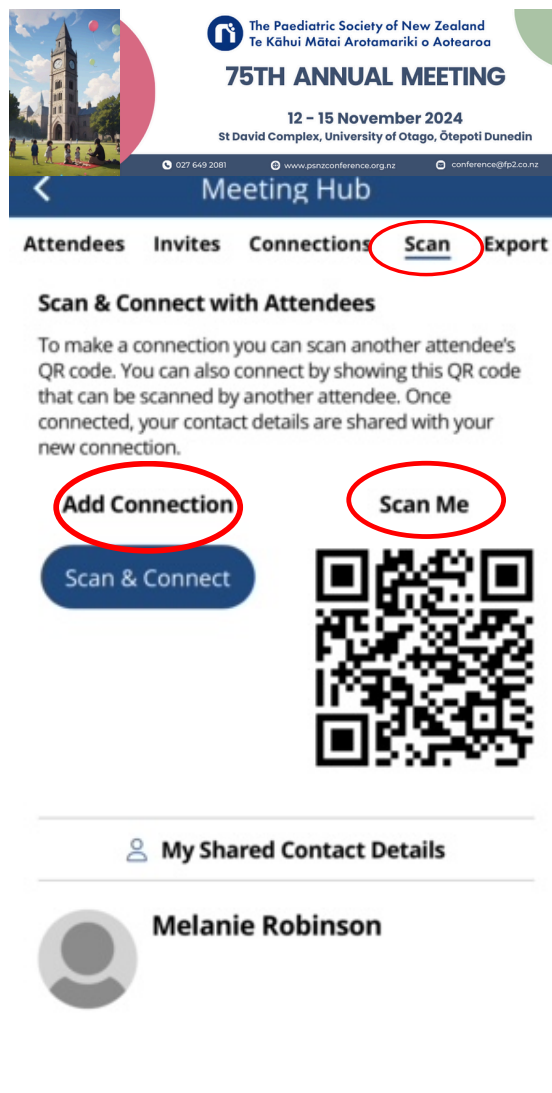 The Paediatric Society of New Zealand
Te Kāhui Mātai Arotamariki o Aotearoa
75TH ANNUAL MEETING
12 - 15 November 2024
St David Complex, University of Otago, Ōtepoti Dunedin
027 649 2081 www.psnzconference.org.nz conference@fp2.co.nz
Meeting Hub
Attendees Invites Connections Scan Export
Scan & Connect with Attendees
To make a connection you can scan another attendee's
QR code. You can also connect by showing this QR code
that can be scanned by another attendee. Once
connected, your contact details are shared with your
new connection.
Add Connection Scan Me
Scan & Connect
My Shared Contact Details
Melanie Robinson